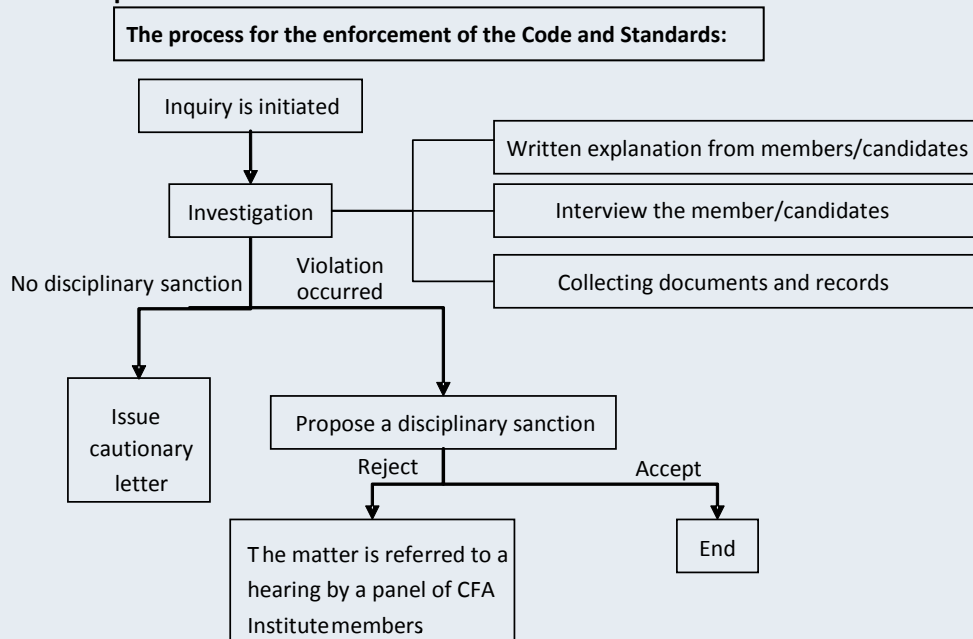 The process for the enforcement of the Code and Standards:
Inquiry is initiated
Written explanation from members/candidates
Investigation
Interview the member/candidates
Collecting documents and records
No disciplinary sanction
Violation
occurred
Issue
cautionary
letter
Propose a disciplinary sanction
Reject
Accept
The matter is referred to a
hearing by a panel of CFA
Institutemembers
End